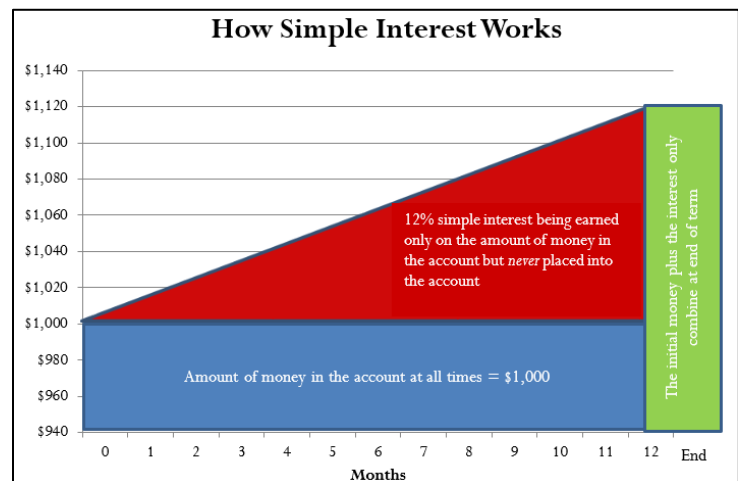 How Simple Interest Works
$1,140
$1,120
$1,100
$1,080
$1,060
$1,040
$1,020
$1,000
$980
$960
$940
12% simple interest being earned
only on the amount of money in
the account but never placed into
the account
Amount of money in the account at all times = $1,000
The initial money plus the interest only
combine at end of term
0 1 2 3 4 5 6 7 8 9 10 11 12 End
Months